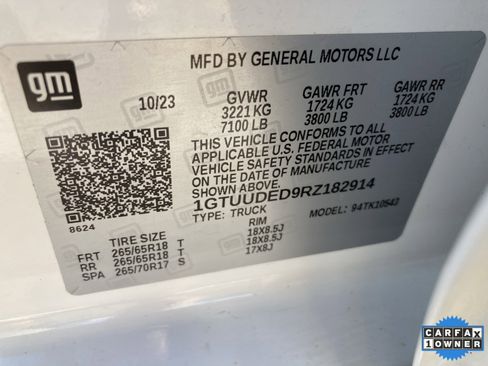 gm
MFD BY GENERAL MOTORS LLC
10/23
GVWR
3221 KG
7100 LB
GAWR FRT
1724 KG
3800 LB
GAWR RR
1724 KG
3800 LB
THIS VEHICLE CONFORMS TO ALL
APPLICABLE U.S. FEDERAL MOTOR
VEHICLE SAFETY STANDARDS IN EFFECT
ON THE DATE OF MANUFACTURE
SHOWN ABOVE.
1GTUUDED9RZ182914
TYPE: TRUCK
MODEL: 94TK10543
8624
TIRE SIZE RIM
FRT 265/65R18 T 18X8.5J
RR 265/65R18 T 18X8.5J
SPA 265/70R17 S 17X8J
CARFAX
1 OWNER